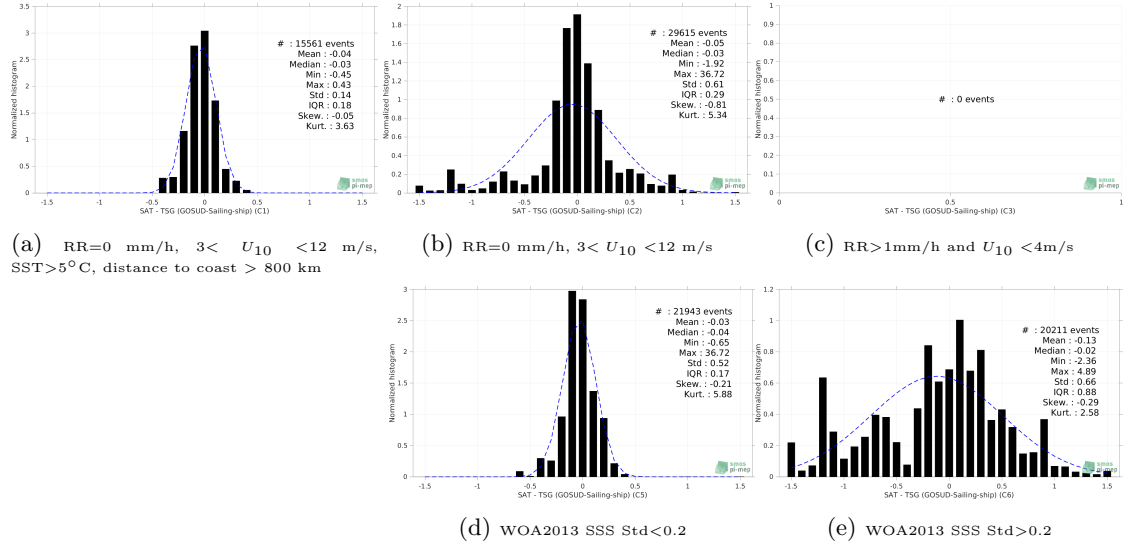 3.5
3
2.5
2
1.5
1
0.5
0
Normalized histogram
# : 15561 events
Mean : -0.04
Median : -0.03
Min : -0.45
Max : 0.43
Std : 0.14
IQR : 0.18
Skew. : -0.05
Kurt. : 3.63
smos
pi-mep
-1.5 -1 -0.5 0 0.5 1 1.5
SAT - TSG (GOSUD-Sailing-ship) (C1)
(a) RR=0 mm/h, 3< U10 <12 m/s,
SST>5°C, distance to coast > 800 km
2
1.8
1.6
1.4
1.2
1
0.8
0.6
0.4
0.2
0
Normalized histogram
# : 29615 events
Mean : -0.05
Median : -0.03
Min : -1.92
Max : 36.72
Std : 0.61
IQR : 0.29
Skew. : -0.81
Kurt. : 5.34
smos
pi-mep
-1.5 -1 -0.5 0 0.5 1 1.5
SAT - TSG (GOSUD-Sailing-ship) (C2)
(b) RR=0 mm/h, 3< U10 <12 m/s
1
0.9
0.8
0.7
0.6
0.5
0.4
0.3
0.2
0.1
0
Normalized histogram
# : 0 events
smos
pi-mep
0 0.5 1
SAT - TSG (GOSUD-Sailing-ship) (C3)
(c) RR>1mm/h and U10 <4m/s
3
2.5
2
1.5
1
0.5
0
Normalized histogram
# : 21943 events
Mean : -0.03
Median : -0.04
Min : -0.65
Max : 36.72
Std : 0.52
IQR : 0.17
Skew. : -0.21
Kurt. : 5.88
smos
pi-mep
-1.5 -1 -0.5 0 0.5 1 1.5
SAT - TSG (GOSUD-Sailing-ship) (C5)
(d) WOA2013 SSS Std<0.2
1.2
1
0.8
0.6
0.4
0.2
0
Normalized histogram
# : 20211 events
Mean : -0.13
Median : -0.02
Min : -2.36
Max : 4.89
Std : 0.66
IQR : 0.88
Skew. : -0.29
Kurt. : 2.58
smos
pi-mep
-1.5 -1 -0.5 0 0.5 1 1.5
SAT - TSG (GOSUD-Sailing-ship) (C6)
(e) WOA2013 SSS Std>0.2